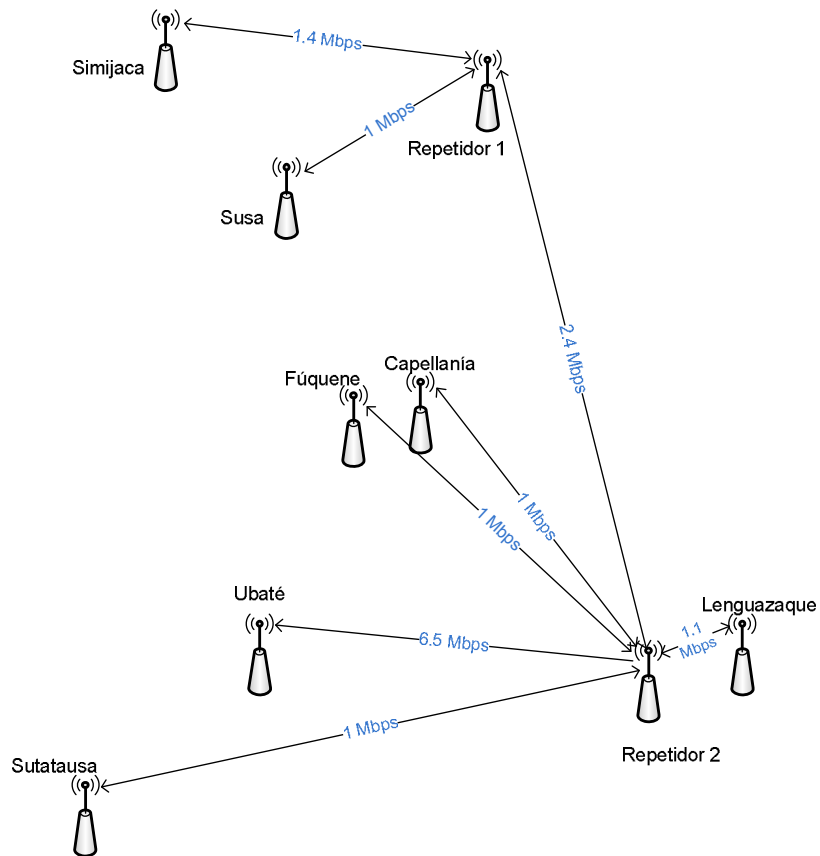 1.4 Mbps
Simijaca
1 Mbps
Repetidor 1
Susa
2.4 Mbps
Capellanía
Fúquene
1 Mbps
1 Mbps
Ubaté
Lenguazaque
6.5 Mbps
1.1
Mbps
1 Mbps
Repetidor 2
Sutatausa